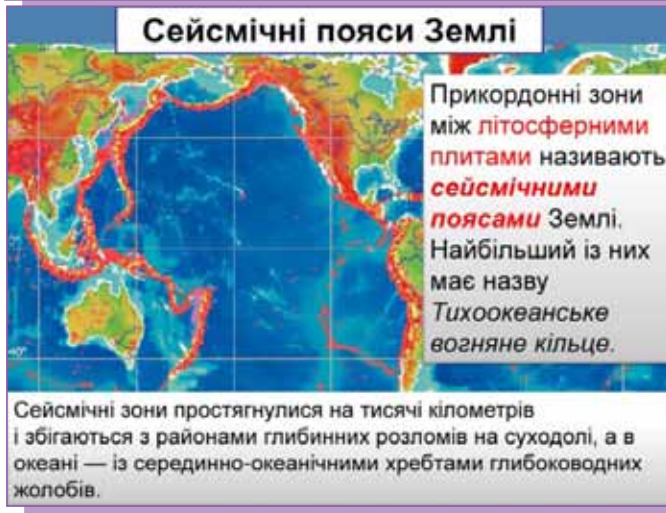 Сейсмічні пояси Землі
Прикордонні зони
між літосферними
плитами називають
сейсмічними
поясами Землі.
Найбільший із них
має назву
Тихоокеанське
вогняне кільце.
Сейсмічні зони простягнулися на тисячі кілометрів
і збігаються з районами глибинних розломів на суходолі, а в
океані — із серединно-океанічними хребтами глибоководних
жолобів.